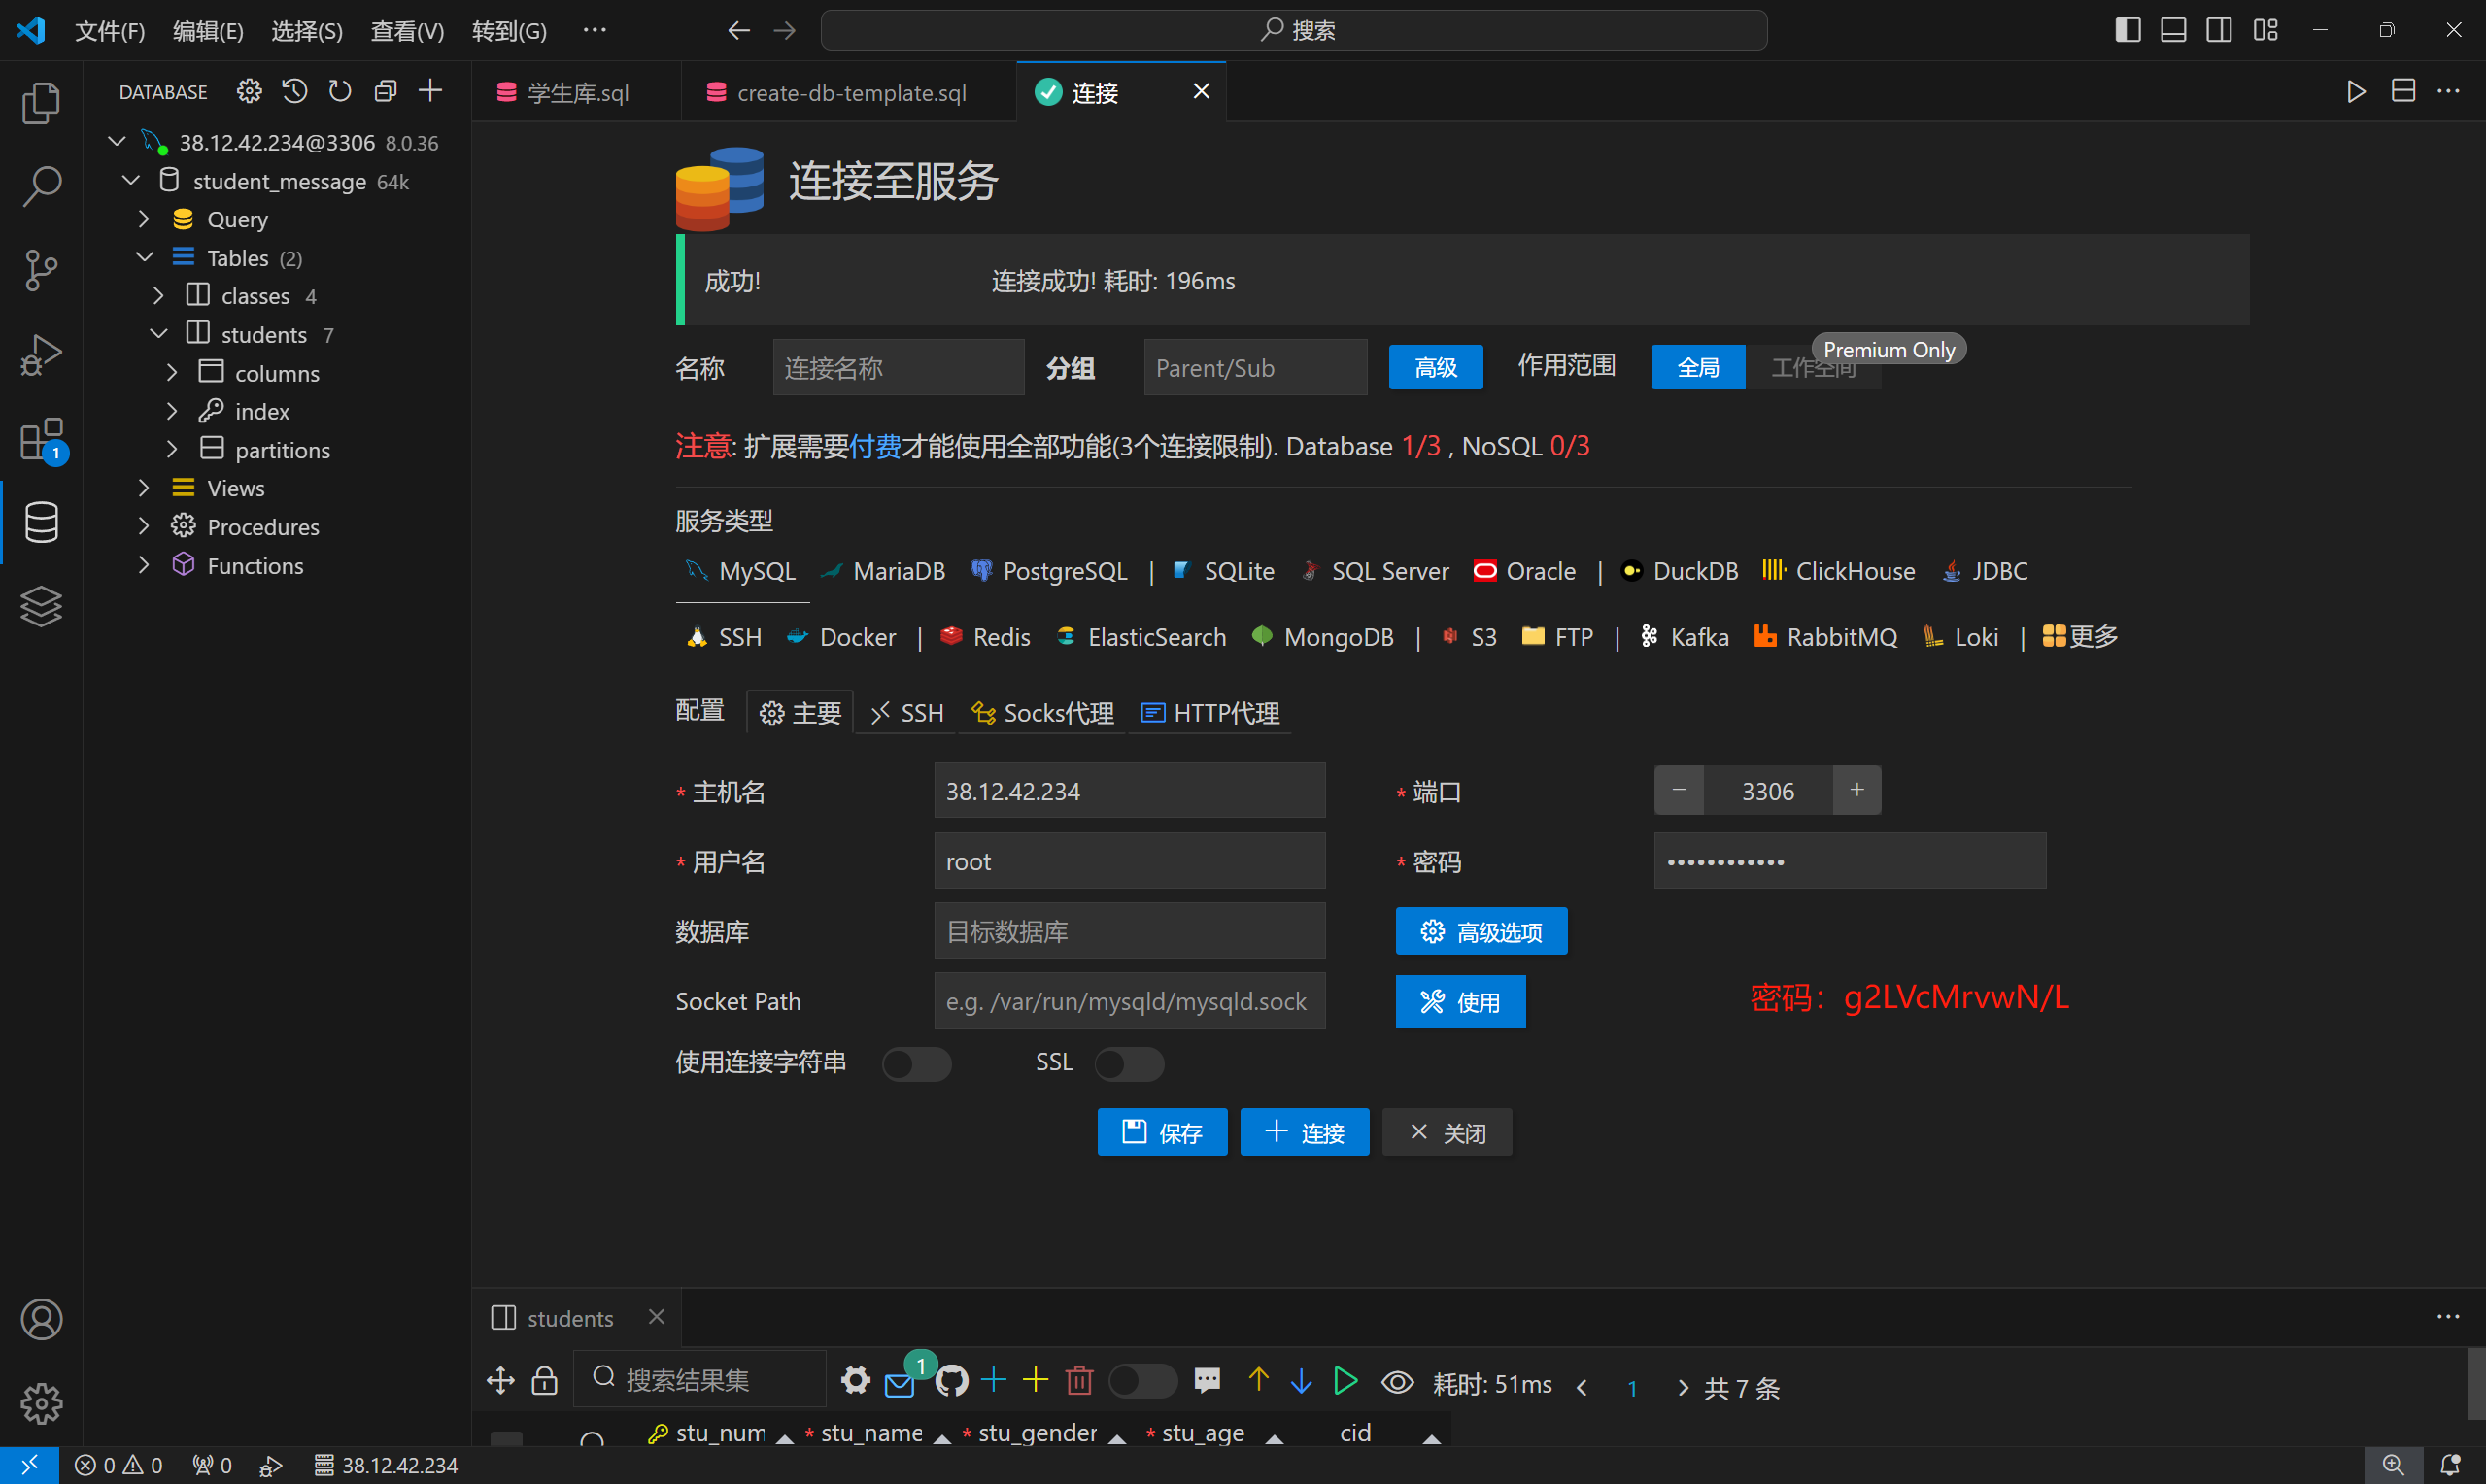 文件(F) 编辑(E) 选择(S) 查看(V) 转到(G) ··· 搜索
DATABASE
学生库.sql create-db-template.sql 连接
38.12.42.234@3306 8.0.36
student_message 64k
Query
Tables (2)
classes 4
students 7
columns
index
partitions
Views
Procedures
Functions
1
连接至服务
成功! 连接成功! 耗时: 196ms
名称 连接名称 分组 Parent/Sub 高级 作用范围 全局 工作空间 Premium Only
注意: 扩展需要付费才能使用全部功能(3个连接限制). Database 1/3 , NoSQL 0/3
服务类型
MySQL MariaDB PostgreSQL | SQLite SQL Server Oracle | DuckDB ClickHouse JDBC
SSH Docker | Redis ElasticSearch MongoDB | S3 FTP | Kafka RabbitMQ Loki | 更多
配置 主要 SSH Socks代理 HTTP代理
* 主机名 38.12.42.234 * 端口 − 3306 +
* 用户名 root * 密码 ••••••••••••
数据库 目标数据库 高级选项
Socket Path e.g. /var/run/mysqld/mysqld.sock 使用 密码：g2LVcMrvwN/L
使用连接字符串 SSL
保存 连接 关闭
students
搜索结果集 1 耗时: 51ms 1 共 7 条
stu_num * stu_name * stu_gender * stu_age cid
0 0 0 38.12.42.234